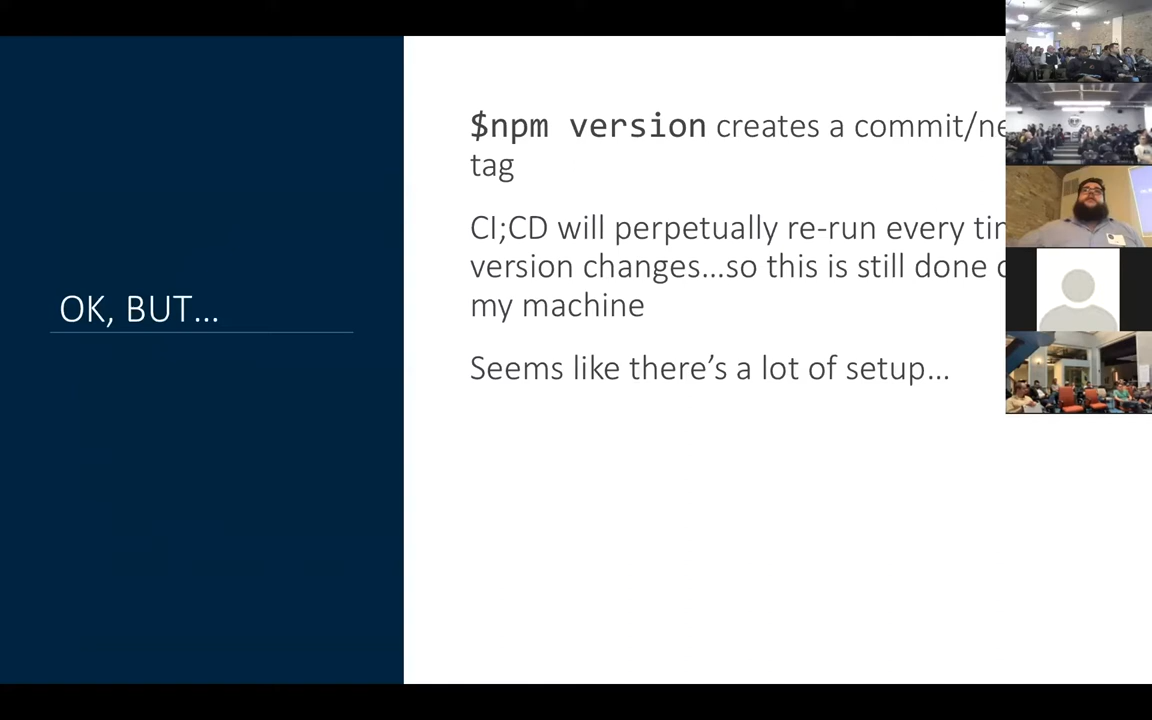 OK, BUT...
$npm version creates a commit/ne
tag
CI;CD will perpetually re-run every
version changes...so this is still done
my machine
Seems like there's a lot of setup...